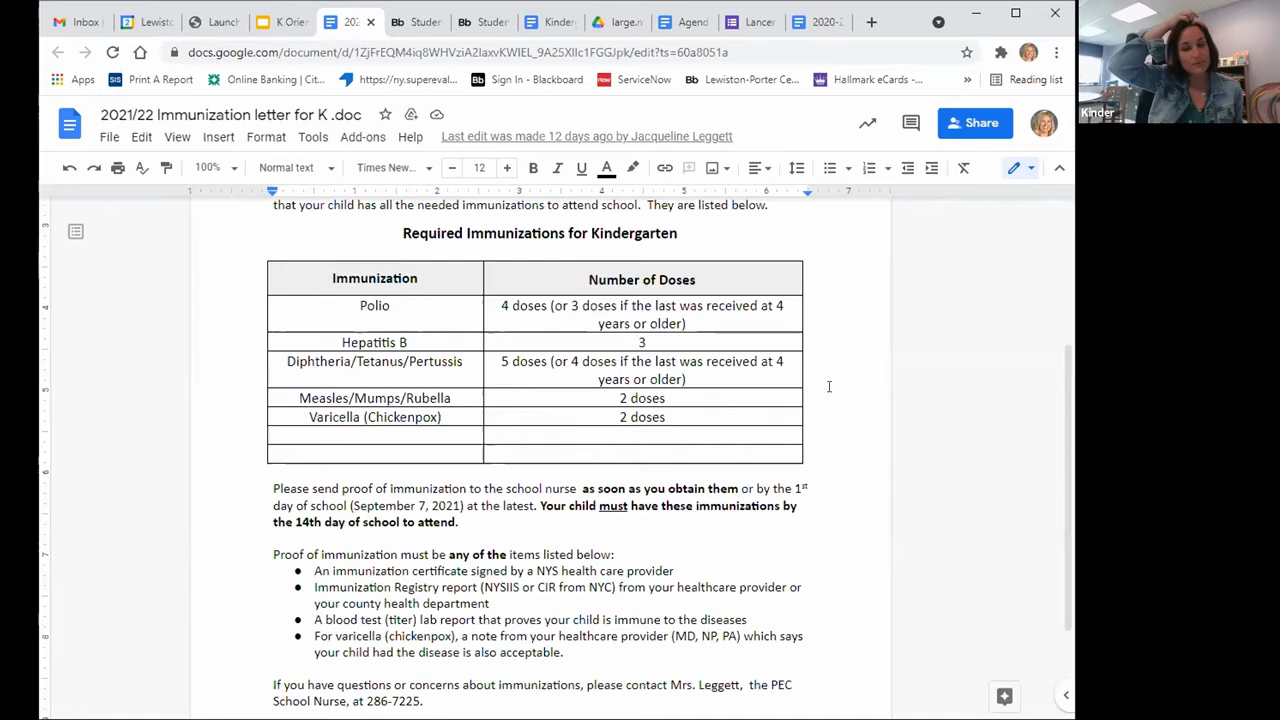 Inbox
Lewist
Launch
K Orie
202
Studer
Studer
Kinder
large.n
Agend
Lancer
2020-2
docs.google.com/document/d/1ZjFrEQM4iq8WHVziA2IaxvKWIEL_9A25XIIc1FGGJpk/edit?ts=60a8051a
Apps
Print A Report
Online Banking (Cit...
https://ny.supereval...
Sign In - Blackboard
ServiceNow
Lewiston-Porter Ce...
Hallmark eCards -...
Reading list
2021/22 Immunization letter for K .doc
File Edit View Insert Format Tools Add-ons Help
Last edit was made 12 days ago by Jacqueline Leggett
Share
Kinder
100% Normal text Times New... 12
that your child has all the needed immunizations to attend school. They are listed below.
Required Immunizations for Kindergarten
Immunization Number of Doses
Polio 4 doses (or 3 doses if the last was received at 4
years or older)
Hepatitis B 3
Diphtheria/Tetanus/Pertussis 5 doses (or 4 doses if the last was received at 4
years or older)
Measles/Mumps/Rubella 2 doses
Varicella (Chickenpox) 2 doses
Please send proof of immunization to the school nurse as soon as you obtain them or by the 1st
day of school (September 7, 2021) at the latest. Your child must have these immunizations by
the 14th day of school to attend.
Proof of immunization must be any of the items listed below:
● An immunization certificate signed by a NYS health care provider
● Immunization Registry report (NYSIIS or CIR from NYC) from your healthcare provider or
your county health department
● A blood test (titer) lab report that proves your child is immune to the diseases
● For varicella (chickenpox), a note from your healthcare provider (MD, NP, PA) which says
your child had the disease is also acceptable.
If you have questions or concerns about immunizations, please contact Mrs. Leggett, the PEC
School Nurse, at 286-7225.